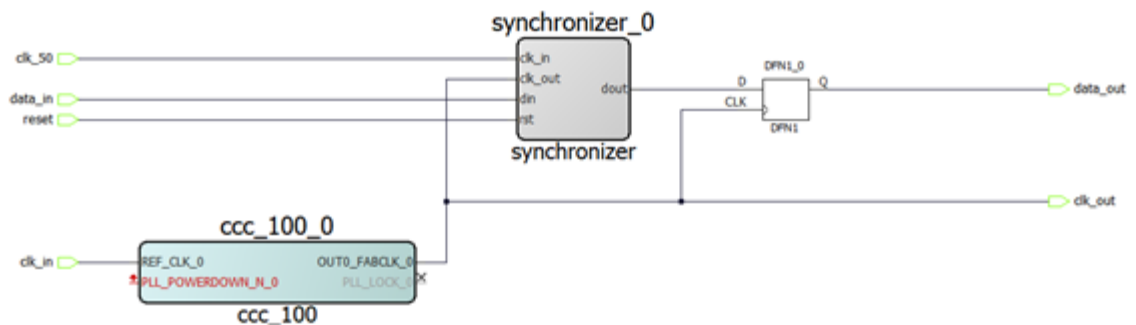 synchronizer_0
clk_50
clk_in
clk_out
data_in
din
reset
rst
dout
synchronizer
DFN1_0
D
Q
CLK
DFN1
data_out
clk_out
ccc_100_0
clk_in
REF_CLK_0
OUT0_FABCLK_0
PLL_POWERDOWN_N_0
PLL_LOCK_0
ccc_100